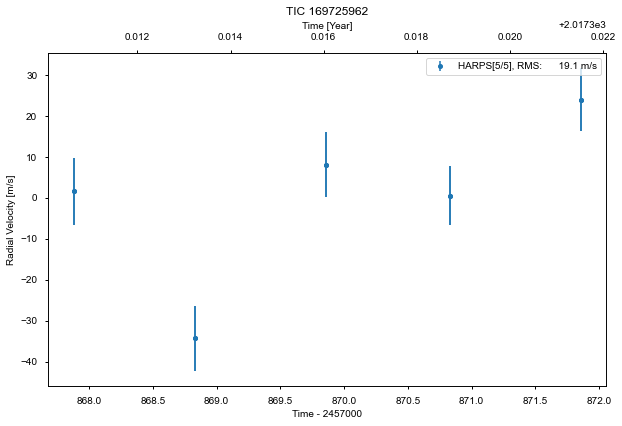 TIC 169725962
Time [Year]
+2.0173e3
0.012 0.014 0.016 0.018 0.020 0.022
HARPS[5/5], RMS: 19.1 m/s
30
20
10
0
−10
−20
−30
−40
Radial Velocity [m/s]
868.0 868.5 869.0 869.5 870.0 870.5 871.0 871.5 872.0
Time - 2457000